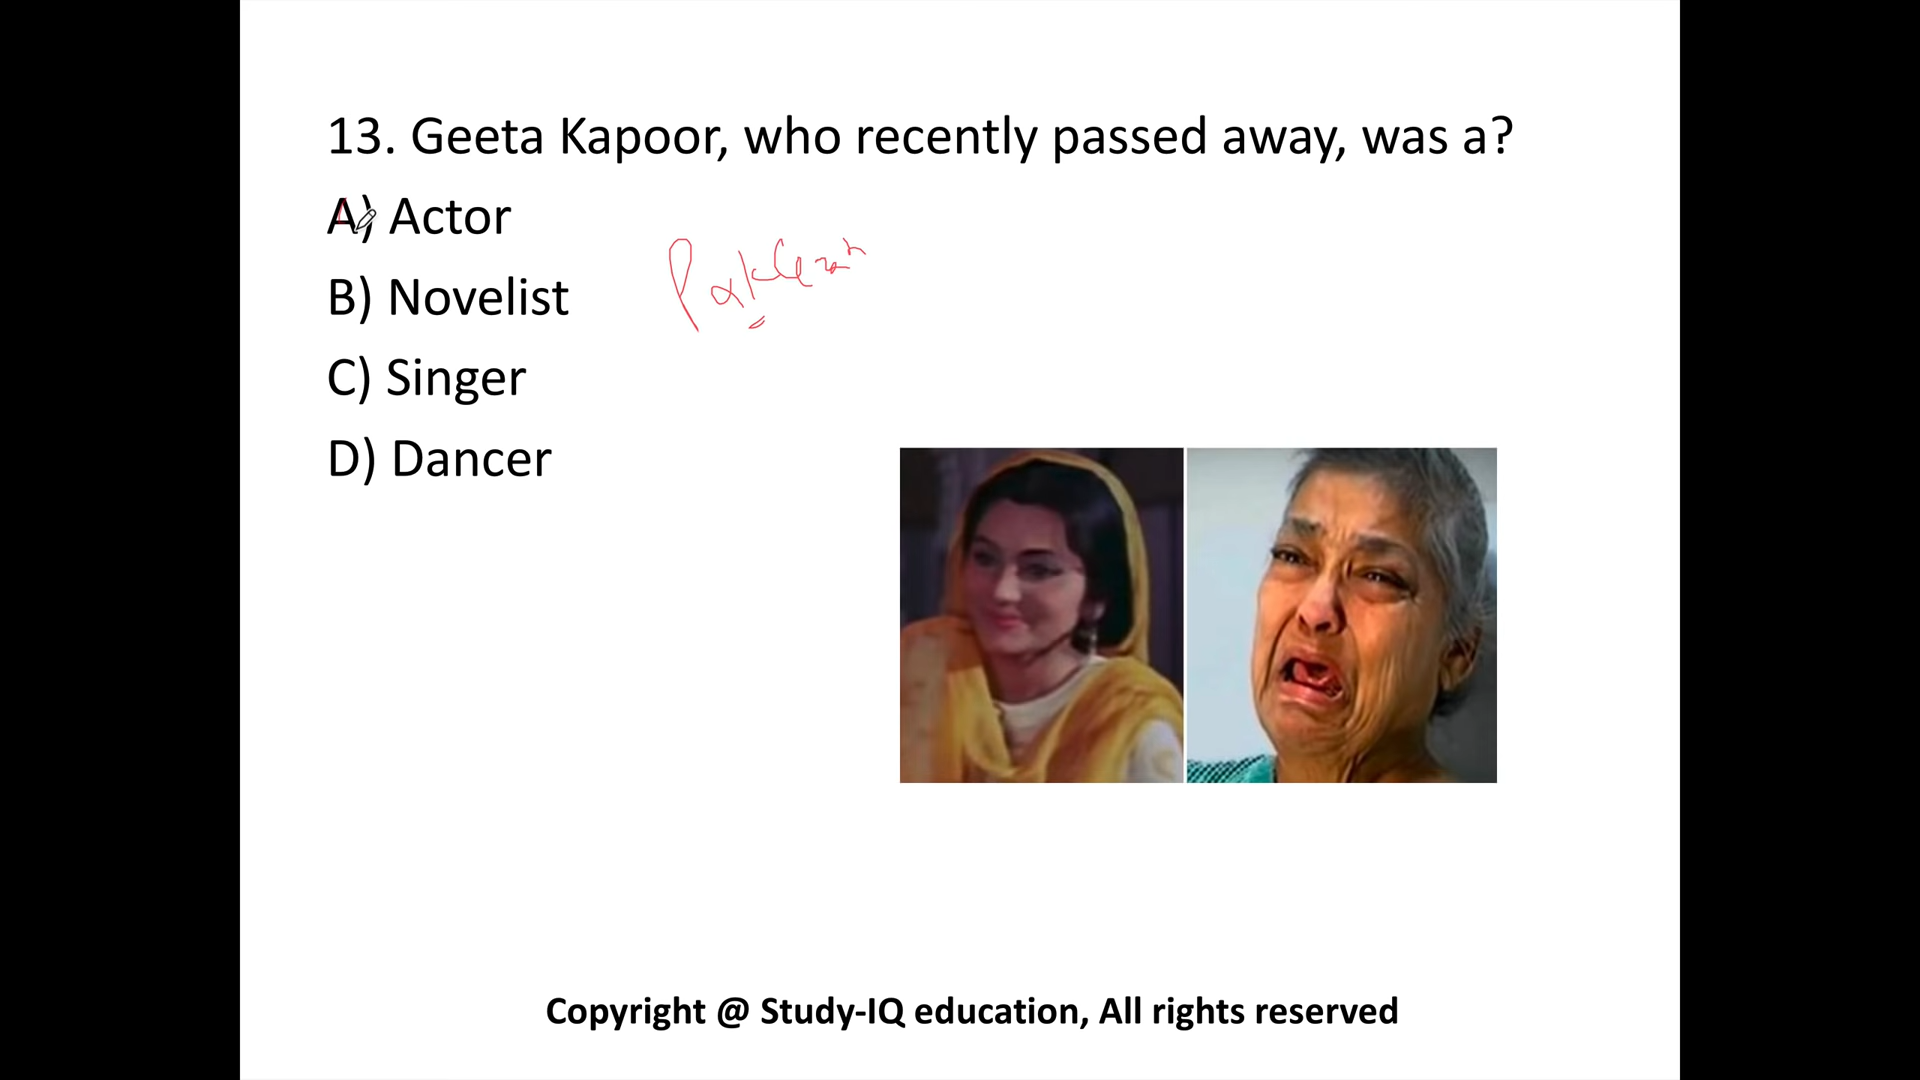 13. Geeta Kapoor, who recently passed away, was a?
A) Actor
B) Novelist
C) Singer
D) Dancer
Copyright @ Study-IQ education, All rights reserved